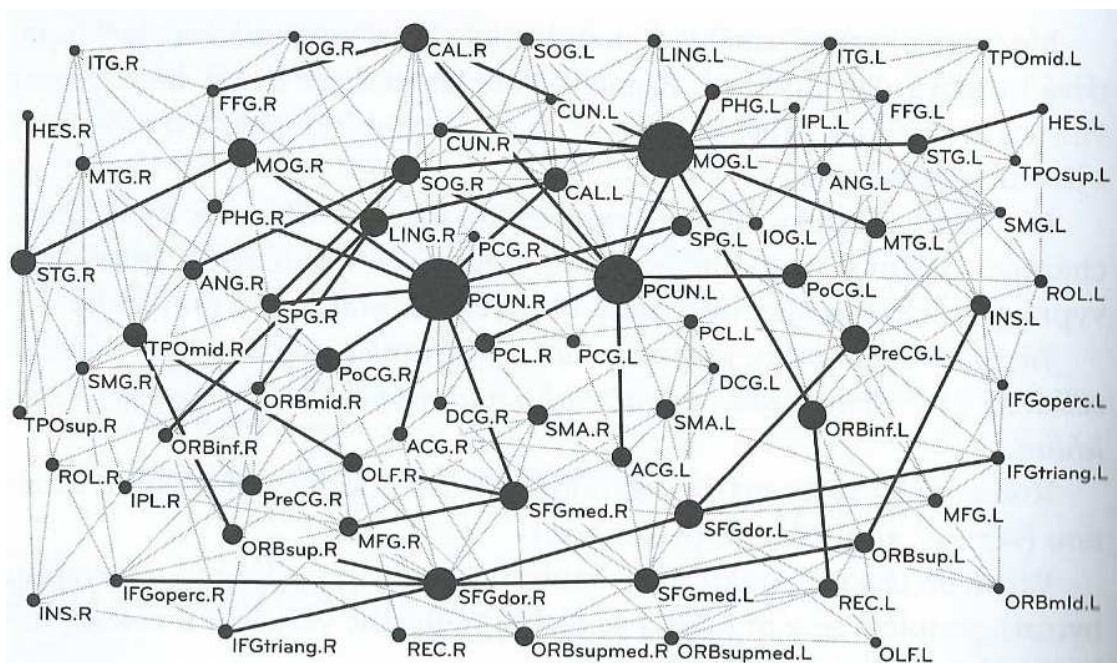 ITG.R
IOG.R
CAL.R
SOG.L
LING.L
ITG.L
TPOmid.L
FFG.R
CUN.L
PHG.L
IPL.L
FFG.L
HES.R
HES.L
CUN.R
MOG.L
STG.L
MTG.R
MOG.R
SOG.R
CAL.L
ANG.L
TPOsup.L
PHG.R
LING.R
PCG.R
SPG.L
IOG.L
MTG.L
SMG.L
STG.R
ANG.R
PCUN.R
PCUN.L
PoCG.L
ROL.L
SPG.R
INS.L
TPOmid.R
PoCG.R
PCL.R
PCG.L
PCL.L
PreCG.L
SMG.R
ORBmid.R
DCG.L
IFGoperc.L
TPOsup.R
ORBinf.R
DCG.R
ACG.R
SMA.R
SMA.L
ORBinf.L
ROL.R
IPL.R
PreCG.R
OLF.R
ACG.L
IFGtriang.L
SFGmed.R
SFGdor.L
MFG.L
ORBsup.R
MFG.R
ORBsup.L
IFGoperc.R
SFGdor.R
SFGmed.L
REC.L
ORBmId.L
INS.R
IFGtriang.R
REC.R
ORBsupmed.R
ORBsupmed.L
OLF.L